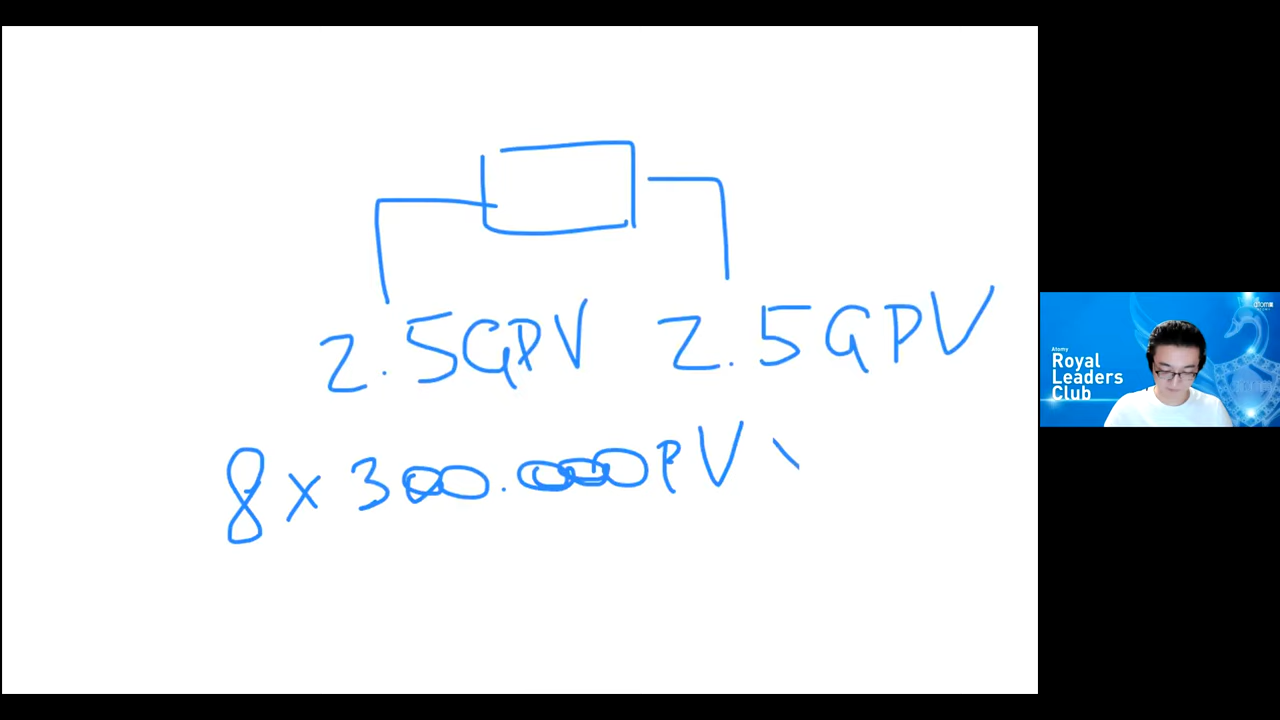 2.5GPV 2.5GPV
8 x 300.000PV
Atomy
Royal
Leaders
Club